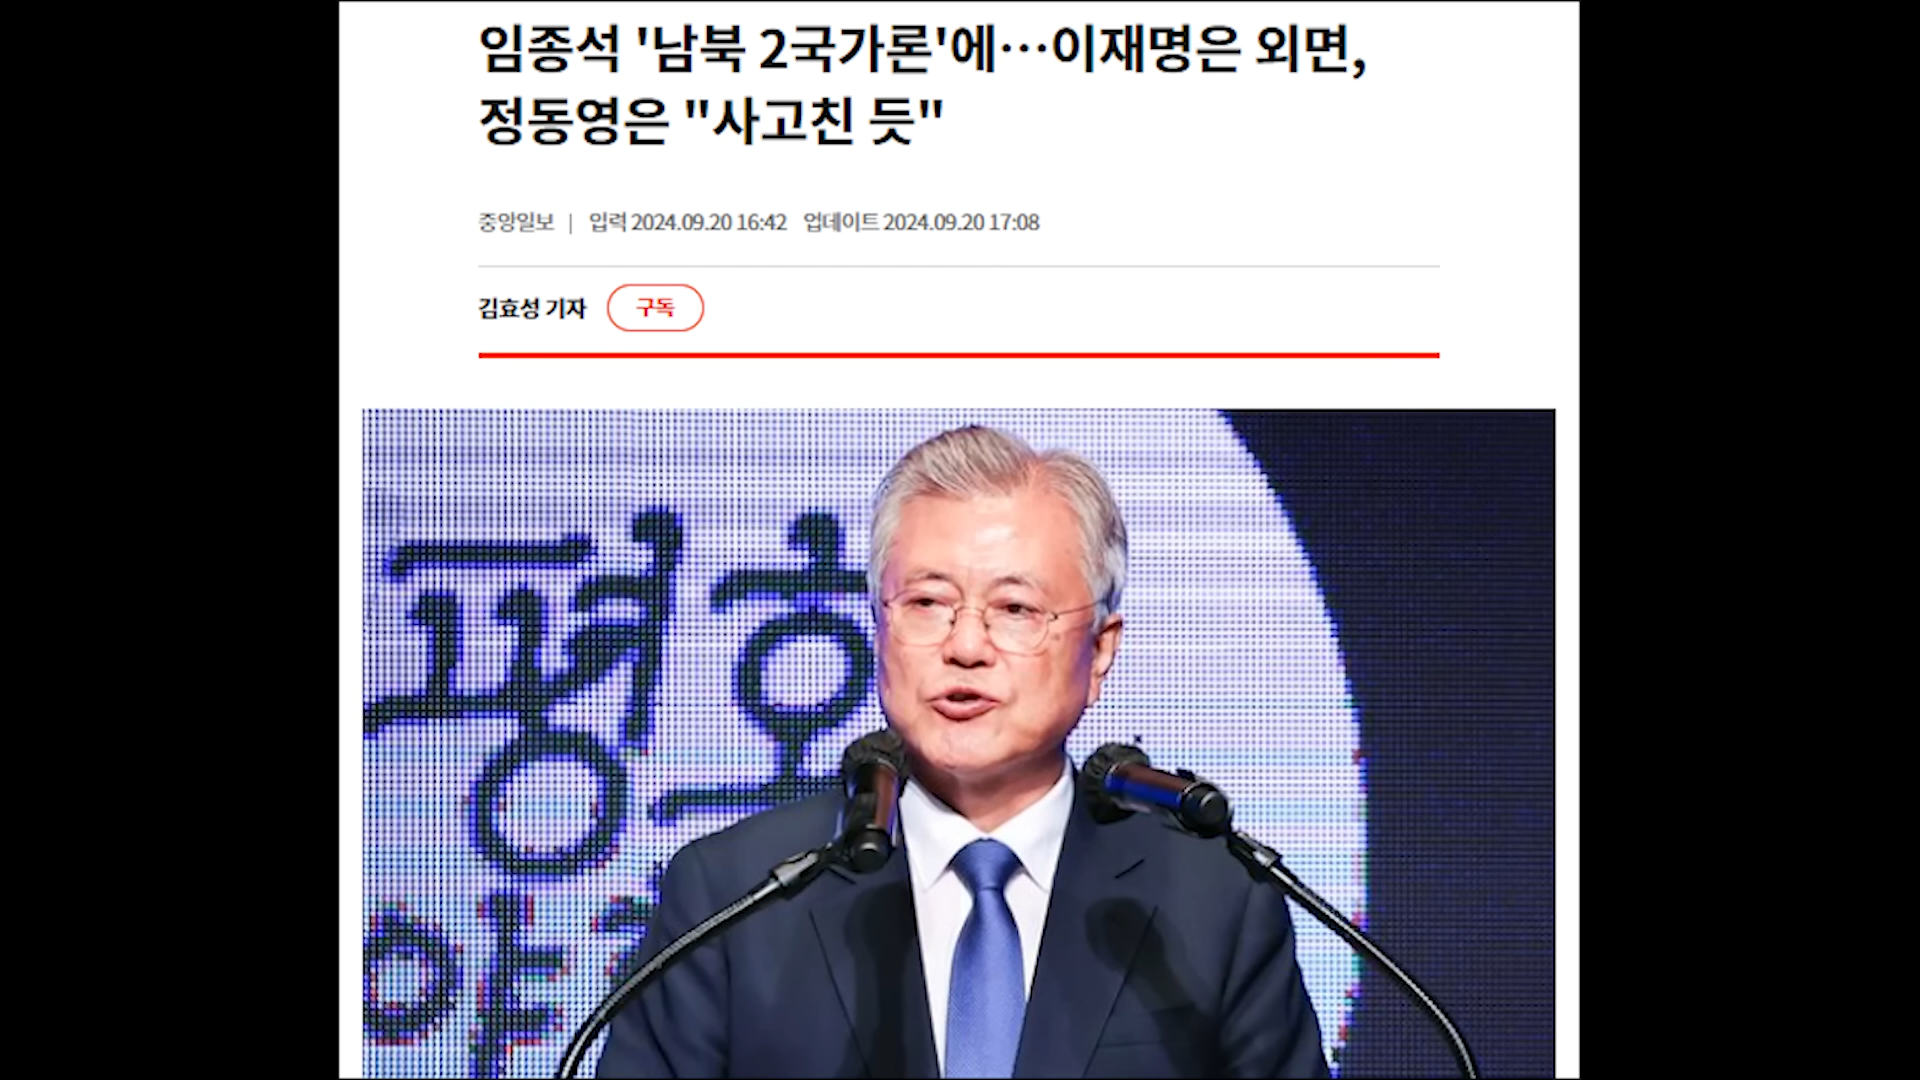 임종석 '남북 2국가론'에…이재명은 외면,
정동영은 "사고친 듯"
중앙일보 | 입력 2024.09.20 16:42 업데이트 2024.09.20 17:08
김효성 기자 구독
평호